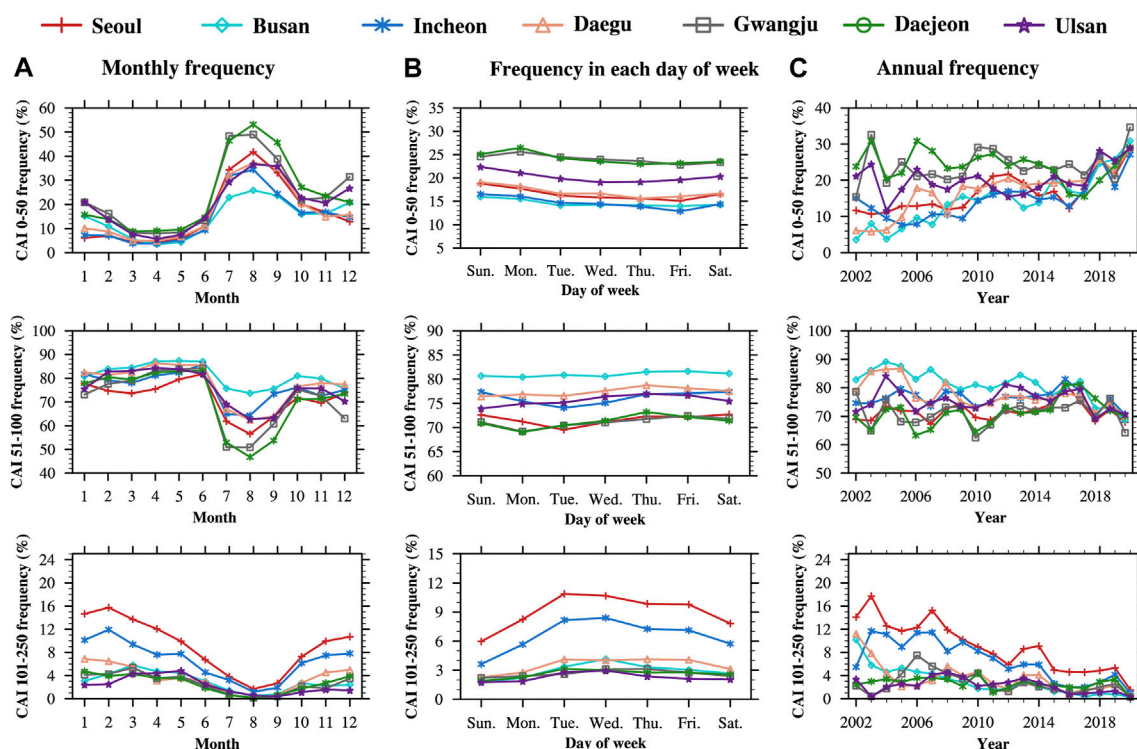 Seoul Busan Incheon Daegu Gwangju Daejeon Ulsan
A Monthly frequency
B Frequency in each day of week
C Annual frequency
CAI 0-50 frequency (%)
60
50
40
30
20
10
0
1 2 3 4 5 6 7 8 9 10 11 12
Month
CAI 0-50 frequency (%)
35
30
25
20
15
10
5
Sun. Mon. Tue. Wed. Thu. Fri. Sat.
Day of week
CAI 0-50 frequency (%)
40
30
20
10
0
2002 2006 2010 2014 2018
Year
CAI 51-100 frequency (%)
100
90
80
70
60
50
40
1 2 3 4 5 6 7 8 9 10 11 12
Month
CAI 51-100 frequency (%)
90
85
80
75
70
65
60
Sun. Mon. Tue. Wed. Thu. Fri. Sat.
Day of week
CAI 51-100 frequency (%)
100
90
80
70
60
50
2002 2006 2010 2014 2018
Year
CAI 101-250 frequency (%)
24
20
16
12
8
4
0
1 2 3 4 5 6 7 8 9 10 11 12
Month
CAI 101-250 frequency (%)
15
12
9
6
3
0
Sun. Mon. Tue. Wed. Thu. Fri. Sat.
Day of week
CAI 101-250 frequency (%)
24
20
16
12
8
4
0
2002 2006 2010 2014 2018
Year